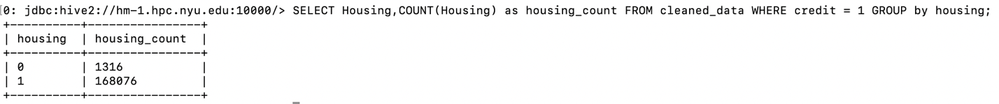 0: jdbc:hive2://hm-1.hpc.nyu.edu:10000/> SELECT Housing,COUNT(Housing) as housing_count FROM cleaned_data WHERE credit = 1 GROUP by housing;
+----------+----------------+
| housing  | housing_count  |
+----------+----------------+
| 0        | 1316           |
| 1        | 168076         |
+----------+----------------+